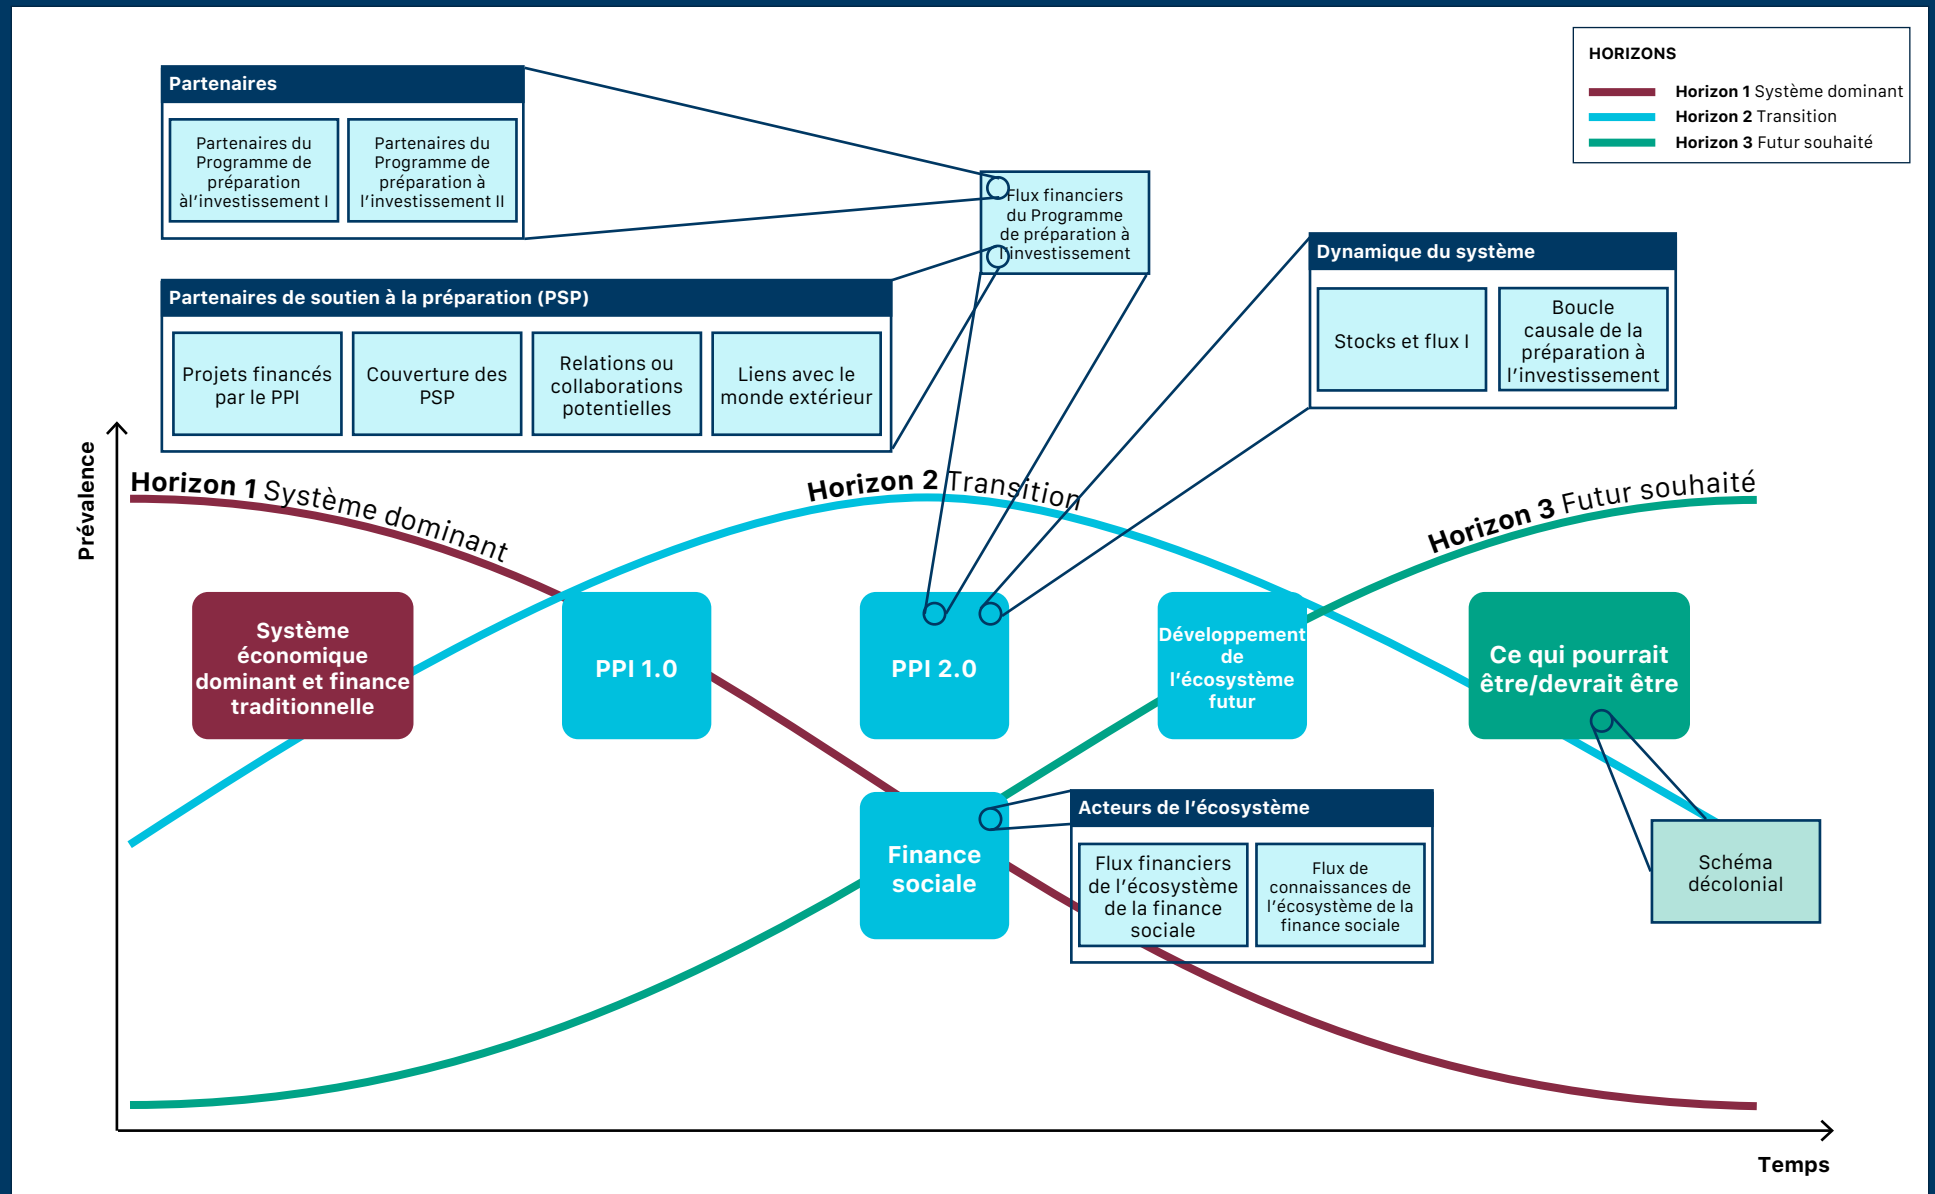 HORIZONS
Horizon 1 Système dominant
Horizon 2 Transition
Horizon 3 Futur souhaité
Partenaires
Partenaires du
Programme de
préparation
àl’investissement I
Partenaires du
Programme de
préparation à
l’investissement II
Flux financiers
du Programme
de préparation à
l’investissement
Dynamique du système
Stocks et flux I
Boucle
causale de la
préparation à
l’investissement
Partenaires de soutien à la préparation (PSP)
Projets financés
par le PPI
Couverture des
PSP
Relations ou
collaborations
potentielles
Liens avec le
monde extérieur
Prévalence
Horizon 1 Système dominant
Horizon 2 Transition
Horizon 3 Futur souhaité
Système
économique
dominant et finance
traditionnelle
PPI 1.0
PPI 2.0
Développement
de
l’écosystème
futur
Ce qui pourrait
être/devrait être
Finance
sociale
Acteurs de l’écosystème
Flux financiers
de l’écosystème
de la finance
sociale
Flux de
connaissances de
l’écosystème de la
finance sociale
Schéma
décolonial
Temps